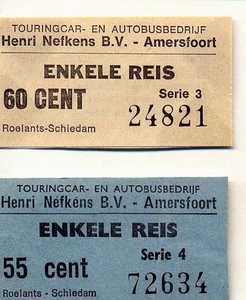 TOURINGCAR- EN AUTOBUSBEDRIJF
Henri Nefkens B.V. - Amersfoort
ENKELE REIS
60 CENT Serie 3
24821
Roelants-Schiedam
TOURINGCAR- EN AUTOBUSBEDRIJF
Henri Nefkens B.V. - Amersfoort
ENKELE REIS
55 cent Serie 4
72634
Roelants - Schiedam